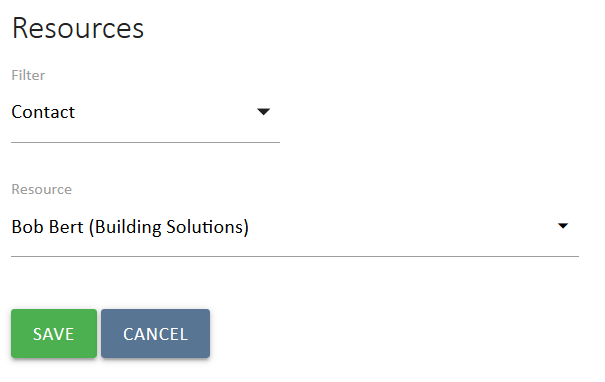 Resources
Filter
Contact
Resource
Bob Bert (Building Solutions)
SAVE CANCEL